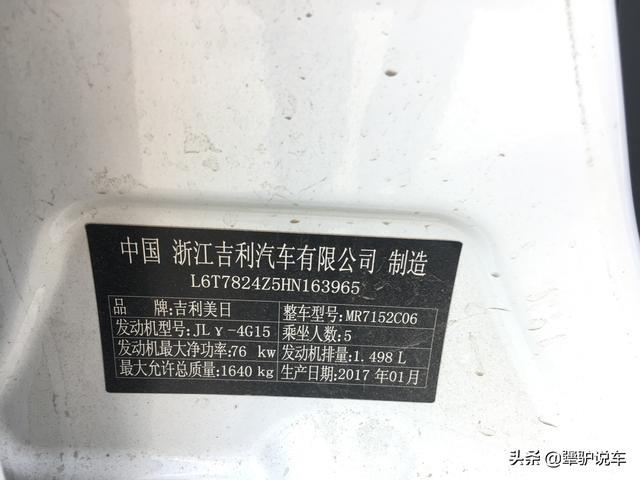 中国 浙江吉利汽车有限公司 制造
L6T7824Z5HN163965
品 牌:吉利美日 整车型号:MR7152C06
发动机型号:JLγ-4G15 乘坐人数:5
发动机最大净功率:76 kw 发动机排量:1.498 L
最大允许总质量:1640 kg 生产日期:2017 年01月
头条 @犟驴说车